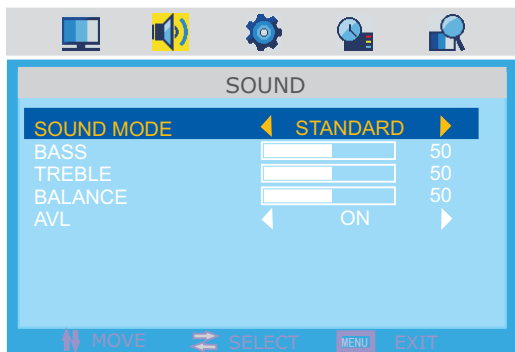 SOUND
SOUND MODE STANDARD
BASS 50
TREBLE 50
BALANCE 50
AVL ON
MOVE SELECT MENU EXIT